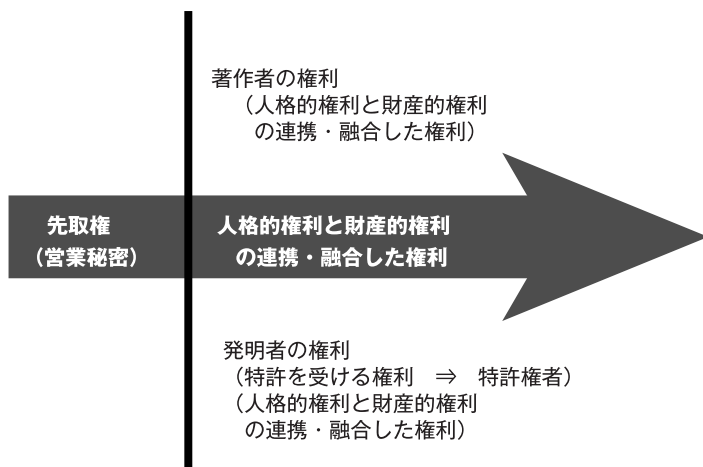 著作者の権利
（人格的権利と財産的権利
の連携・融合した権利）
先取権
（営業秘密）
人格的権利と財産的権利
の連携・融合した権利
発明者の権利
（特許を受ける権利　⇒　特許権者）
（人格的権利と財産的権利
の連携・融合した権利）